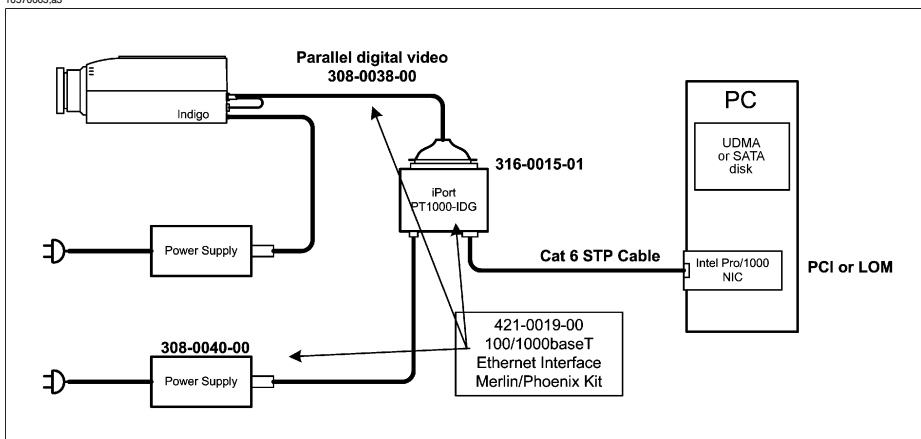 Parallel digital video
308-0038-00
Indigo
PC
UDMA
or SATA
disk
316-0015-01
iPort
PT1000-IDG
Power Supply
Cat 6 STP Cable
Intel Pro/1000
NIC
PCI or LOM
421-0019-00
100/1000baseT
Ethernet Interface
Merlin/Phoenix Kit
308-0040-00
Power Supply